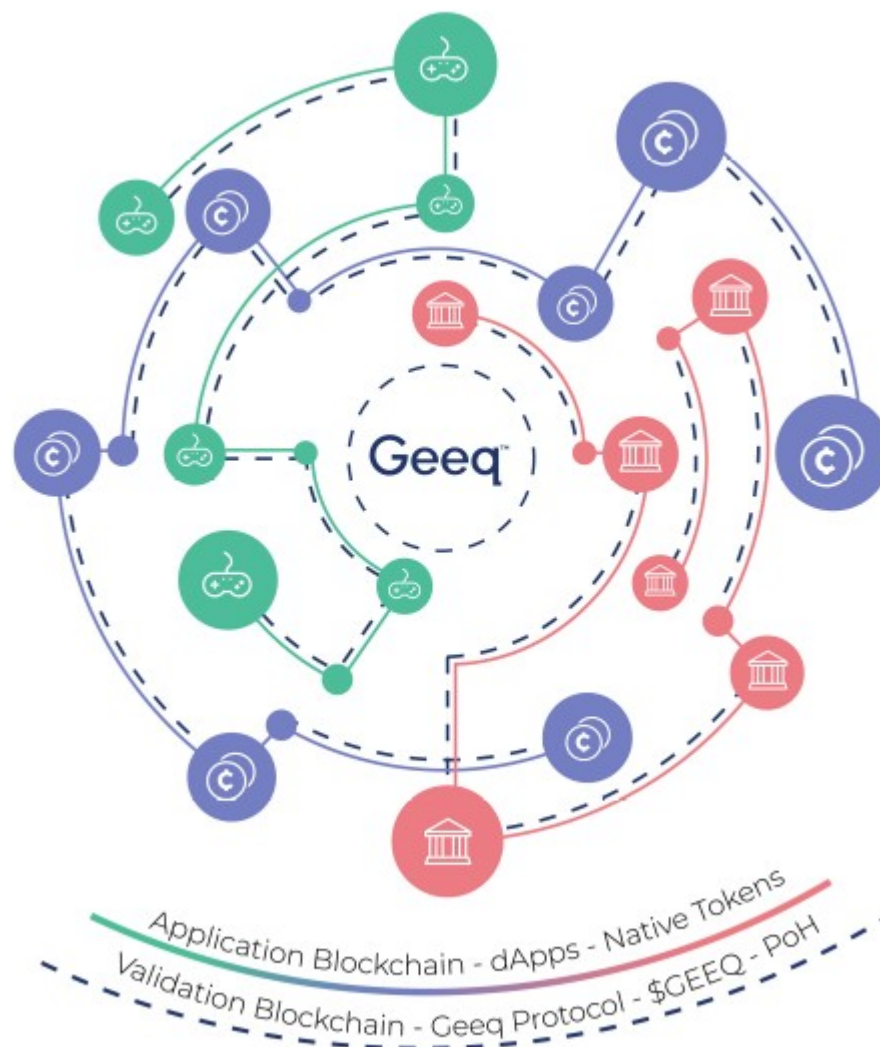 Geeq™
Application Blockchain - dApps - Native Tokens
Validation Blockchain - Geeq Protocol - $GEEQ - PoH